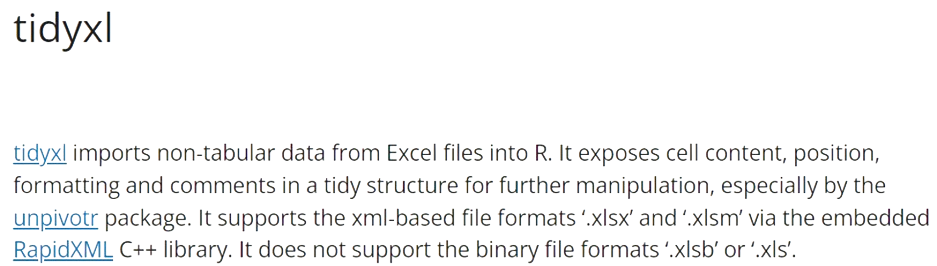 tidyxl
tidyxl imports non-tabular data from Excel files into R. It exposes cell content, position,
formatting and comments in a tidy structure for further manipulation, especially by the
unpivotr package. It supports the xml-based file formats ‘.xlsx’ and ‘.xlsm’ via the embedded
RapidXML C++ library. It does not support the binary file formats ‘.xlsb’ or ‘.xls’.